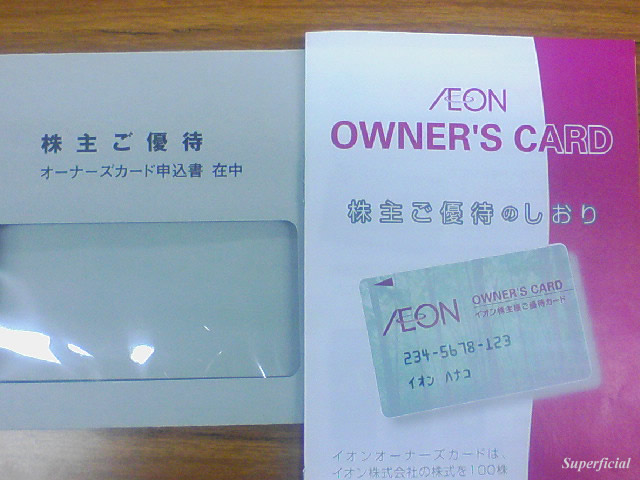 株主ご優待
オーナーズカード申込書 在中
ÆON
OWNER'S CARD
株主ご優待のしおり
ÆON
OWNER'S CARD
イオン株主様ご優待カード
234-5678-123
イオン ハナコ
イオンオーナーズカードは、
イオン株式会社の株式を100株
Superficial